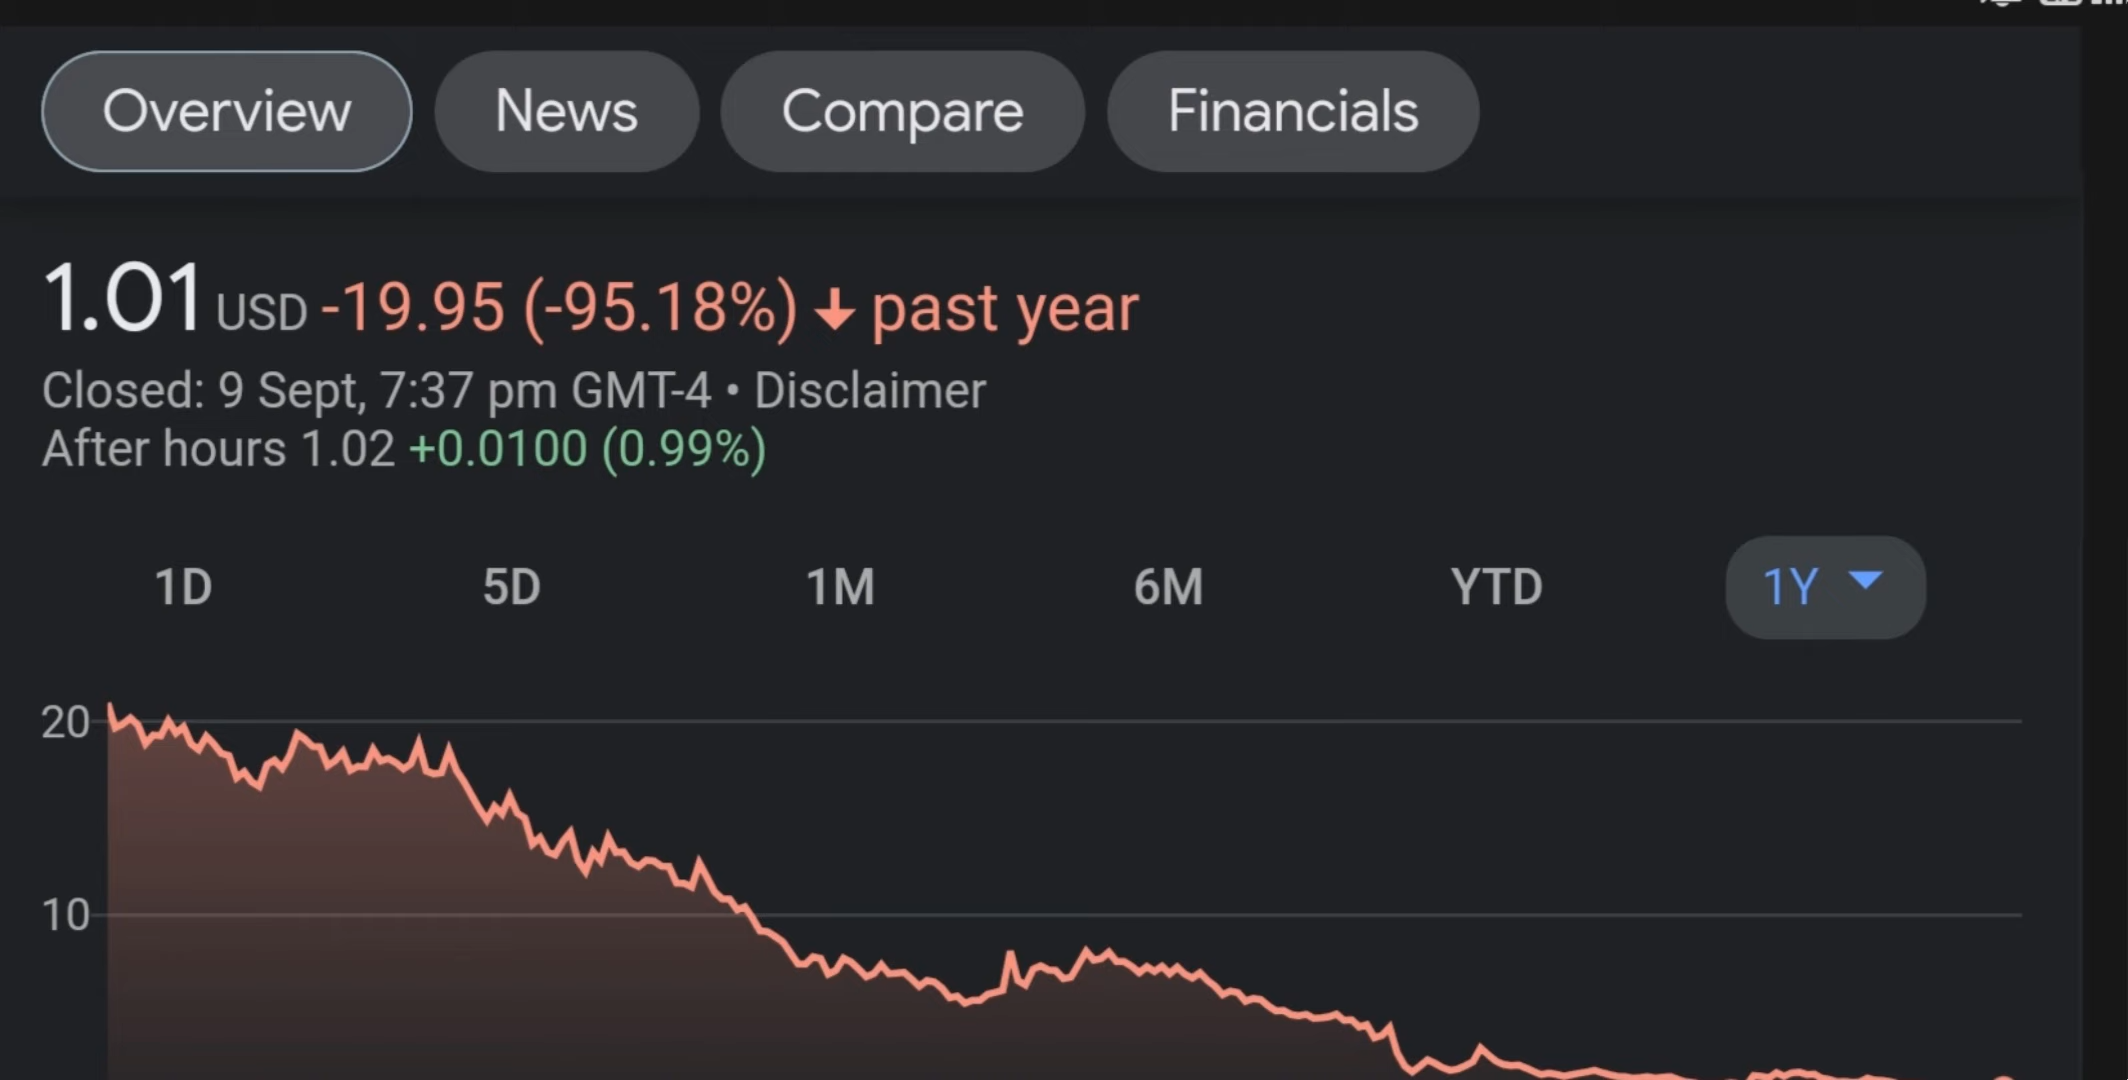 Overview News Compare Financials
1.01 USD -19.95 (-95.18%) ↓ past year
Closed: 9 Sept, 7:37 pm GMT-4 • Disclaimer
After hours 1.02 +0.0100 (0.99%)
1D 5D 1M 6M YTD 1Y
20
10